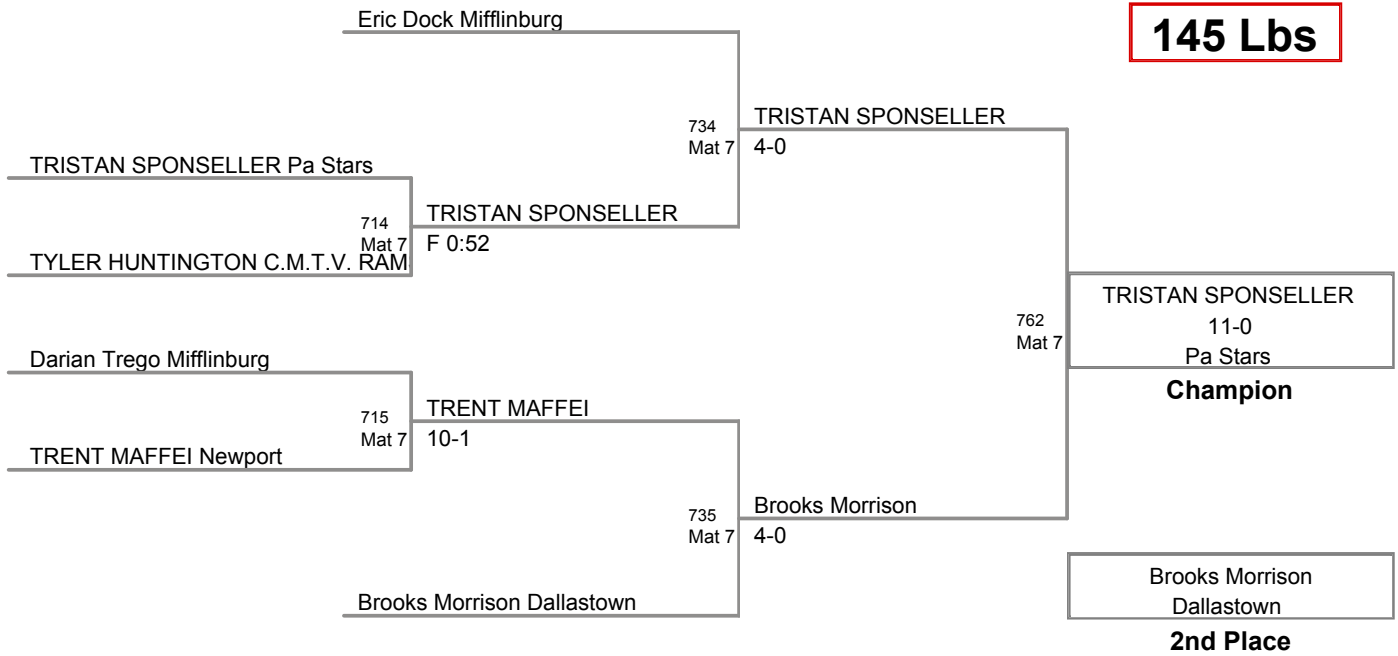 Eric Dock Mifflinburg
145 Lbs
734
Mat 7
TRISTAN SPONSELLER
4-0
TRISTAN SPONSELLER Pa Stars
714
Mat 7
TRISTAN SPONSELLER
F 0:52
TYLER HUNTINGTON C.M.T.V. RAM
762
Mat 7
TRISTAN SPONSELLER
11-0
Pa Stars
Champion
Darian Trego Mifflinburg
715
Mat 7
TRENT MAFFEI
10-1
TRENT MAFFEI Newport
735
Mat 7
Brooks Morrison
4-0
Brooks Morrison Dallastown
Brooks Morrison
Dallastown
2nd Place